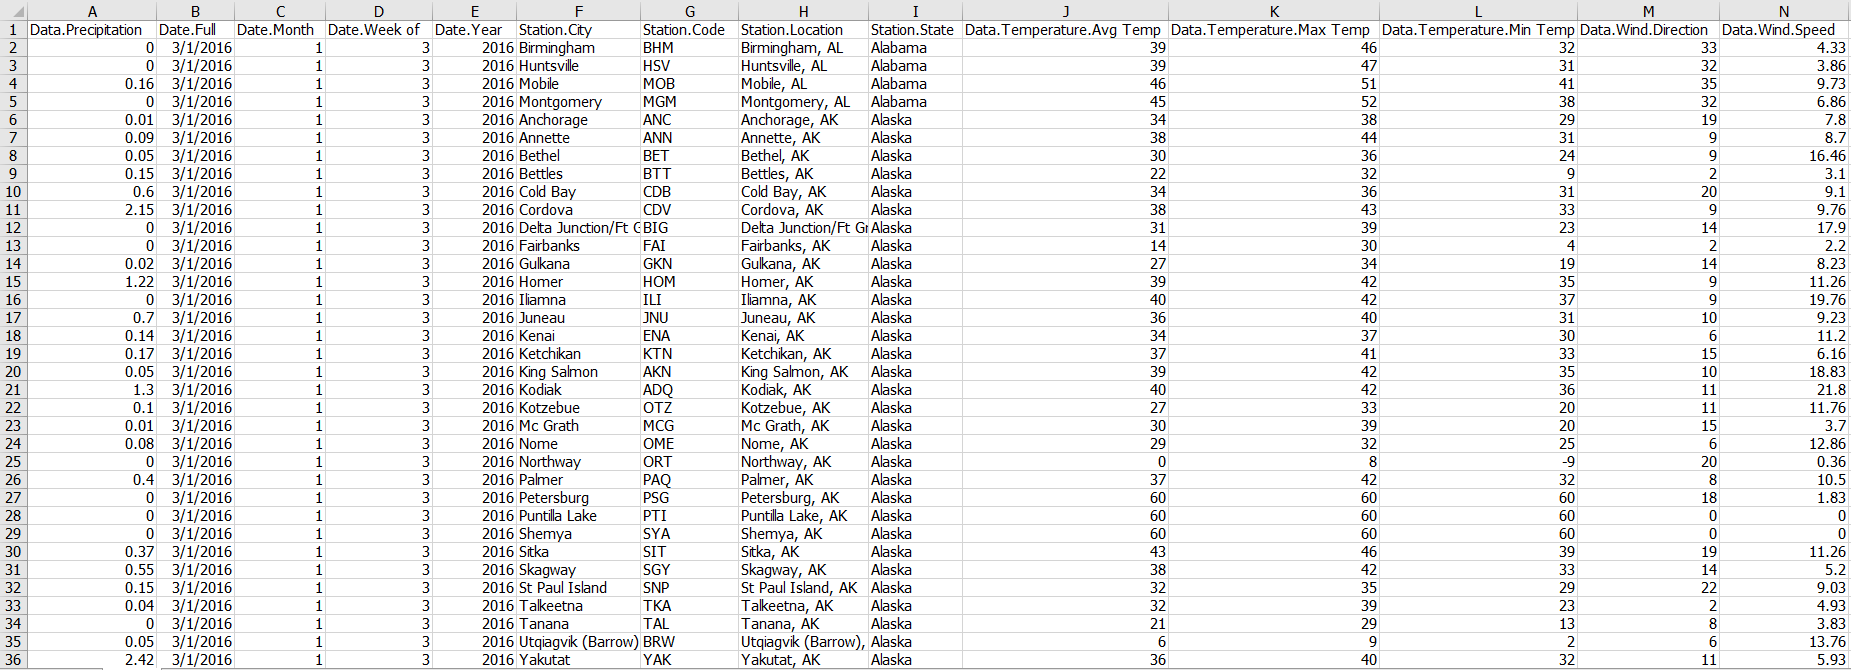 A B C D E F G H I J K L M N
1 Data.Precipitation Date.Full Date.Month Date.Week of Date.Year Station.City Station.Code Station.Location Station.State Data.Temperature.Avg Temp Data.Temperature.Max Temp Data.Temperature.Min Temp Data.Wind.Direction Data.Wind.Speed
2 0 3/1/2016 1 3 2016 Birmingham BHM Birmingham, AL Alabama 39 46 32 33 4.33
3 0 3/1/2016 1 3 2016 Huntsville HSV Huntsville, AL Alabama 39 47 31 32 3.86
4 0.16 3/1/2016 1 3 2016 Mobile MOB Mobile, AL Alabama 46 51 41 35 9.73
5 0 3/1/2016 1 3 2016 Montgomery MGM Montgomery, AL Alabama 45 52 38 32 6.86
6 0.01 3/1/2016 1 3 2016 Anchorage ANC Anchorage, AK Alaska 34 38 29 19 7.8
7 0.09 3/1/2016 1 3 2016 Annette ANN Annette, AK Alaska 38 44 31 9 8.7
8 0.05 3/1/2016 1 3 2016 Bethel BET Bethel, AK Alaska 30 36 24 9 16.46
9 0.15 3/1/2016 1 3 2016 Bettles BTT Bettles, AK Alaska 22 32 9 2 3.1
10 0.6 3/1/2016 1 3 2016 Cold Bay CDB Cold Bay, AK Alaska 34 36 31 20 9.1
11 2.15 3/1/2016 1 3 2016 Cordova CDV Cordova, AK Alaska 38 43 33 9 9.76
12 0 3/1/2016 1 3 2016 Delta Junction/Ft G BIG Delta Junction/Ft Gr Alaska 31 39 23 14 17.9
13 0 3/1/2016 1 3 2016 Fairbanks FAI Fairbanks, AK Alaska 14 30 4 2 2.2
14 0.02 3/1/2016 1 3 2016 Gulkana GKN Gulkana, AK Alaska 27 34 19 14 8.23
15 1.22 3/1/2016 1 3 2016 Homer HOM Homer, AK Alaska 39 42 35 9 11.26
16 0 3/1/2016 1 3 2016 Iliamna ILI Iliamna, AK Alaska 40 42 37 9 19.76
17 0.7 3/1/2016 1 3 2016 Juneau JNU Juneau, AK Alaska 36 40 31 10 9.23
18 0.14 3/1/2016 1 3 2016 Kenai ENA Kenai, AK Alaska 34 37 30 6 11.2
19 0.17 3/1/2016 1 3 2016 Ketchikan KTN Ketchikan, AK Alaska 37 41 33 15 6.16
20 0.05 3/1/2016 1 3 2016 King Salmon AKN King Salmon, AK Alaska 39 42 35 10 18.83
21 1.3 3/1/2016 1 3 2016 Kodiak ADQ Kodiak, AK Alaska 40 42 36 11 21.8
22 0.1 3/1/2016 1 3 2016 Kotzebue OTZ Kotzebue, AK Alaska 27 33 20 11 11.76
23 0.01 3/1/2016 1 3 2016 Mc Grath MCG Mc Grath, AK Alaska 30 39 20 15 3.7
24 0.08 3/1/2016 1 3 2016 Nome OME Nome, AK Alaska 29 32 25 6 12.86
25 0 3/1/2016 1 3 2016 Northway ORT Northway, AK Alaska 0 8 -9 20 0.36
26 0.4 3/1/2016 1 3 2016 Palmer PAQ Palmer, AK Alaska 37 42 32 8 10.5
27 0 3/1/2016 1 3 2016 Petersburg PSG Petersburg, AK Alaska 60 60 60 18 1.83
28 0 3/1/2016 1 3 2016 Puntilla Lake PTI Puntilla Lake, AK Alaska 60 60 60 0 0
29 0 3/1/2016 1 3 2016 Shemya SYA Shemya, AK Alaska 60 60 60 0 0
30 0.37 3/1/2016 1 3 2016 Sitka SIT Sitka, AK Alaska 43 46 39 19 11.26
31 0.55 3/1/2016 1 3 2016 Skagway SGY Skagway, AK Alaska 38 42 33 14 5.2
32 0.15 3/1/2016 1 3 2016 St Paul Island SNP St Paul Island, AK Alaska 32 35 29 22 9.03
33 0.04 3/1/2016 1 3 2016 Talkeetna TKA Talkeetna, AK Alaska 32 39 23 2 4.93
34 0 3/1/2016 1 3 2016 Tanana TAL Tanana, AK Alaska 21 29 13 8 3.83
35 0.05 3/1/2016 1 3 2016 Utqiagvik (Barrow) BRW Utqiagvik (Barrow), Alaska 6 9 2 6 13.76
36 2.42 3/1/2016 1 3 2016 Yakutat YAK Yakutat, AK Alaska 36 40 32 11 5.93